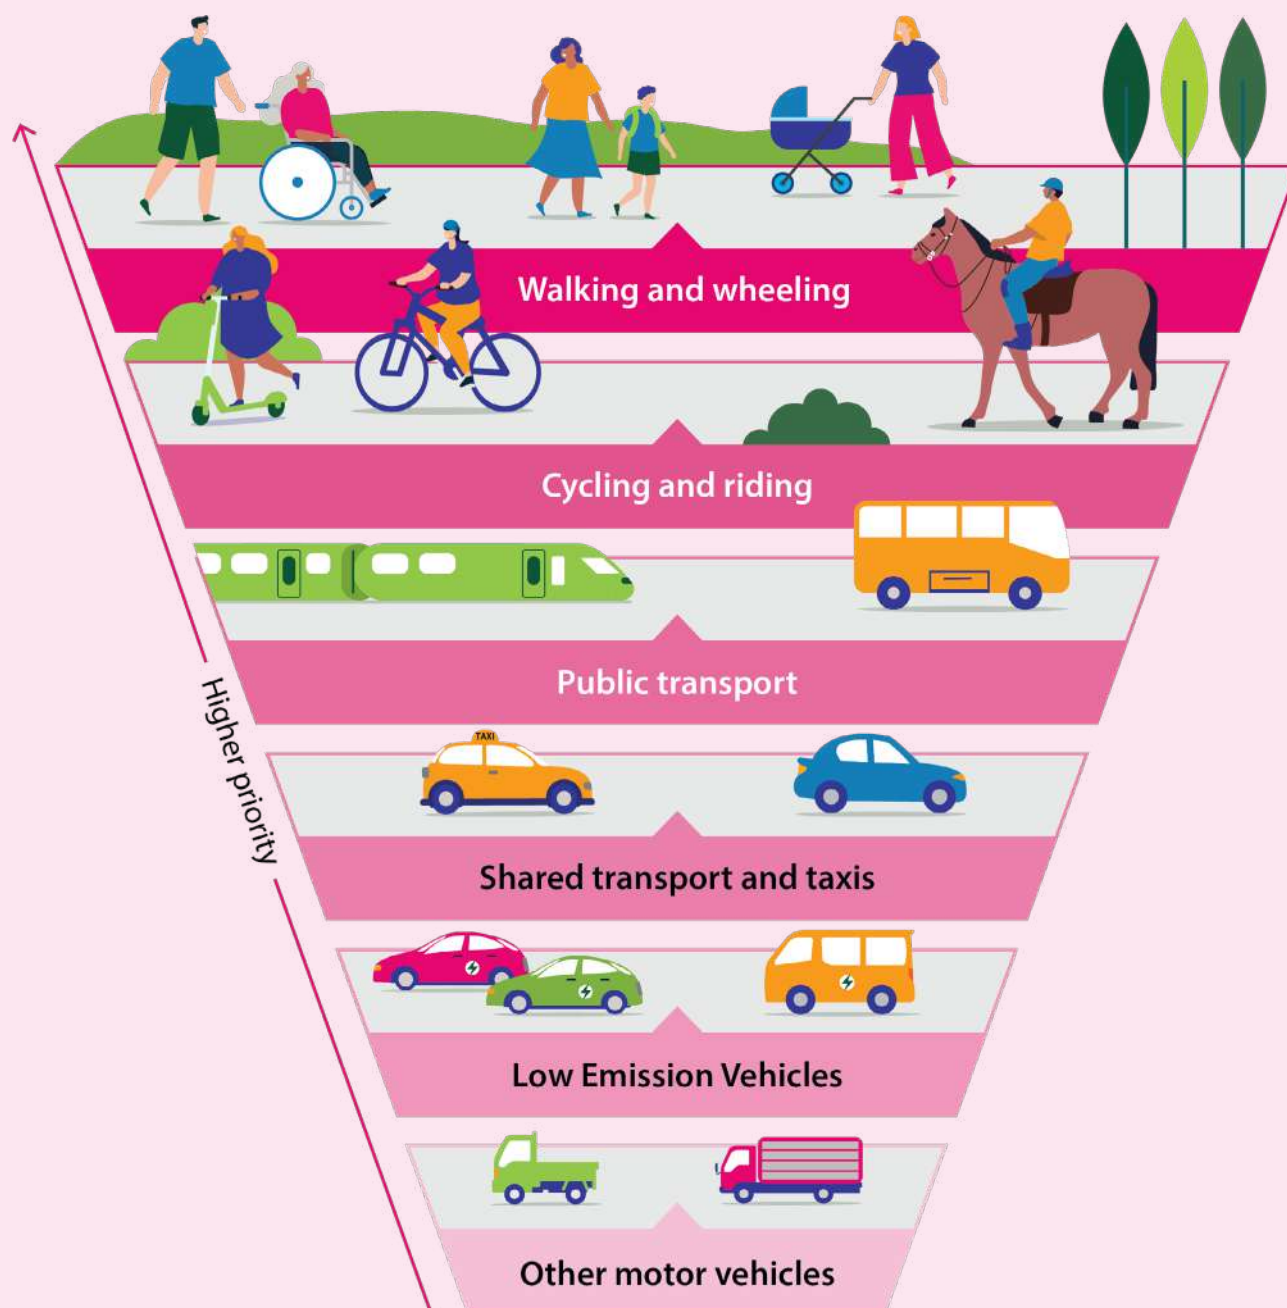 Walking and wheeling
Cycling and riding
Public transport
Higher priority
TAXI
Shared transport and taxis
Low Emission Vehicles
Other motor vehicles